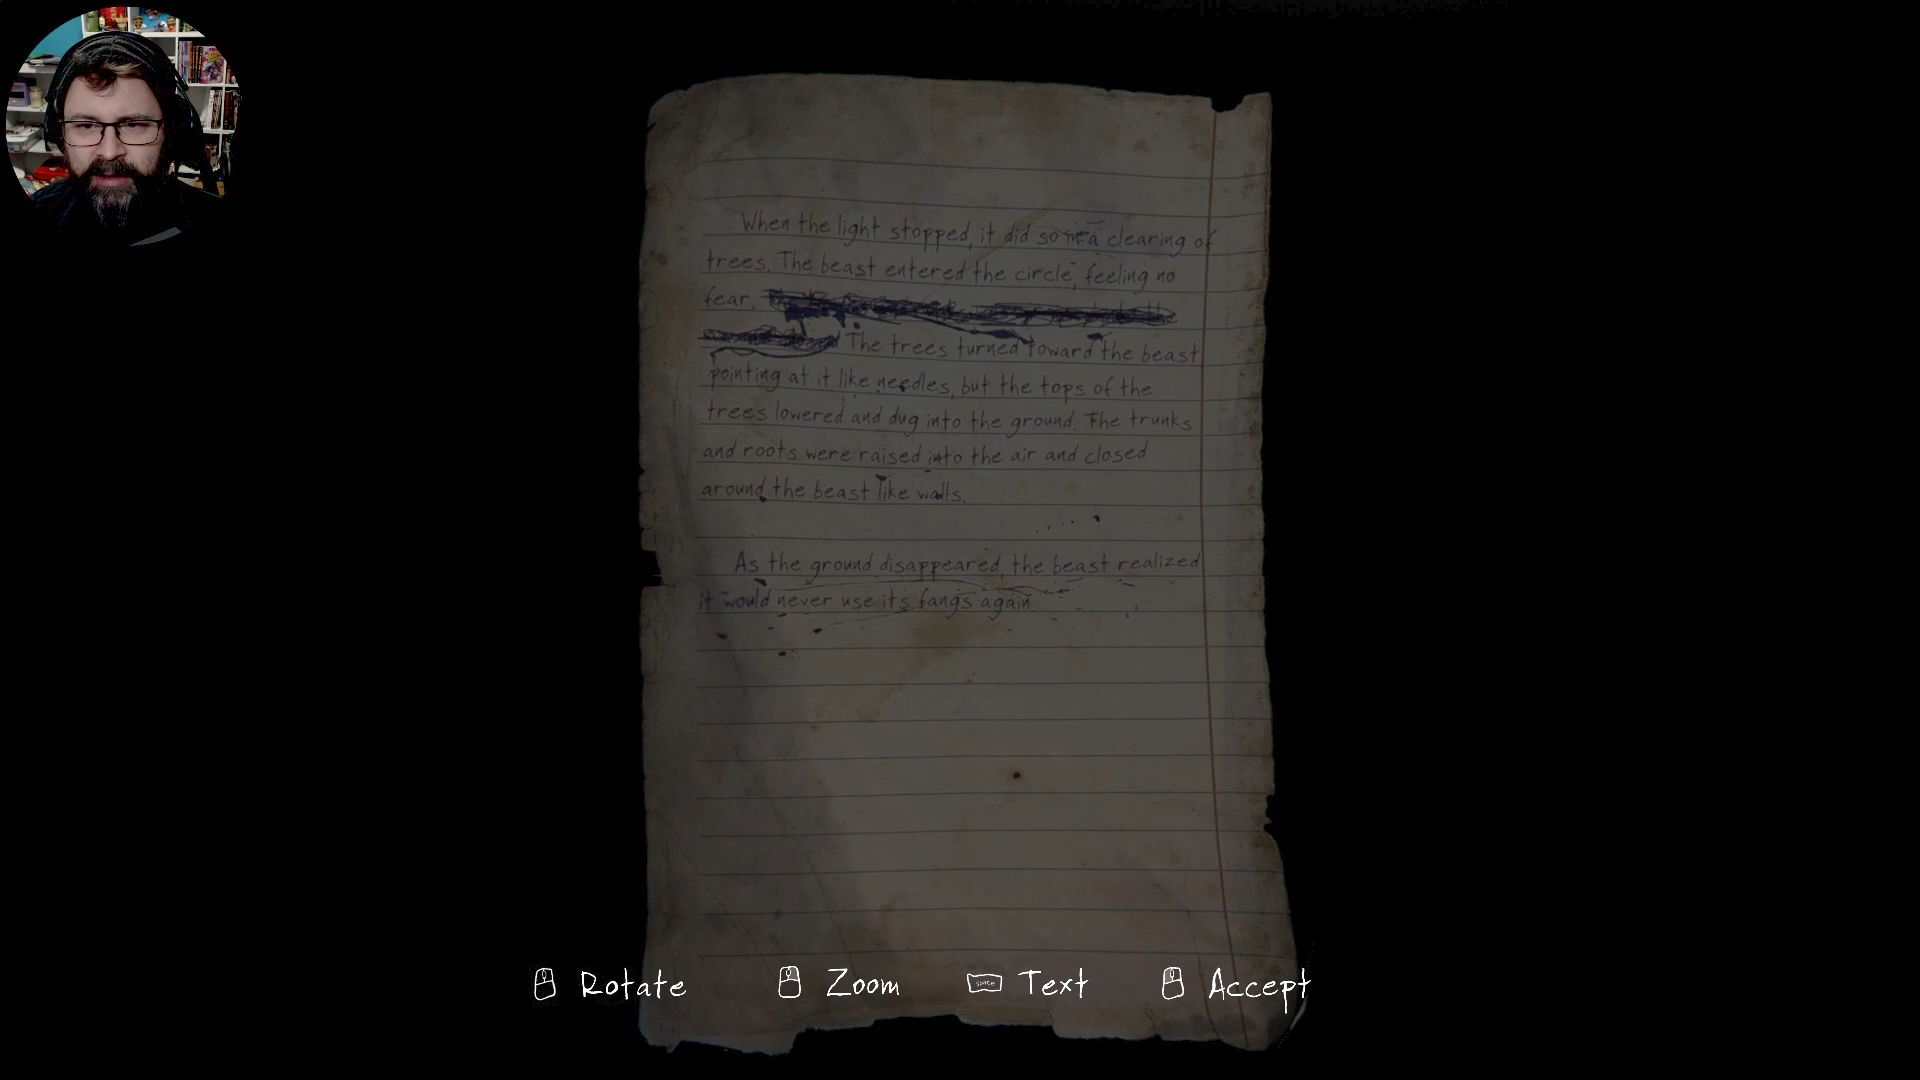 When the light stopped, it did so in a clearing of
trees. The beast entered the circle, feeling no
fear.
The trees turned toward the beast
pointing at it like needles, but the tops of the
trees lowered and dug into the ground. The trunks
and roots were raised into the air and closed
around the beast like walls.
As the ground disappeared, the beast realized
it would never use its fangs again.
Rotate Zoom space Text Accept